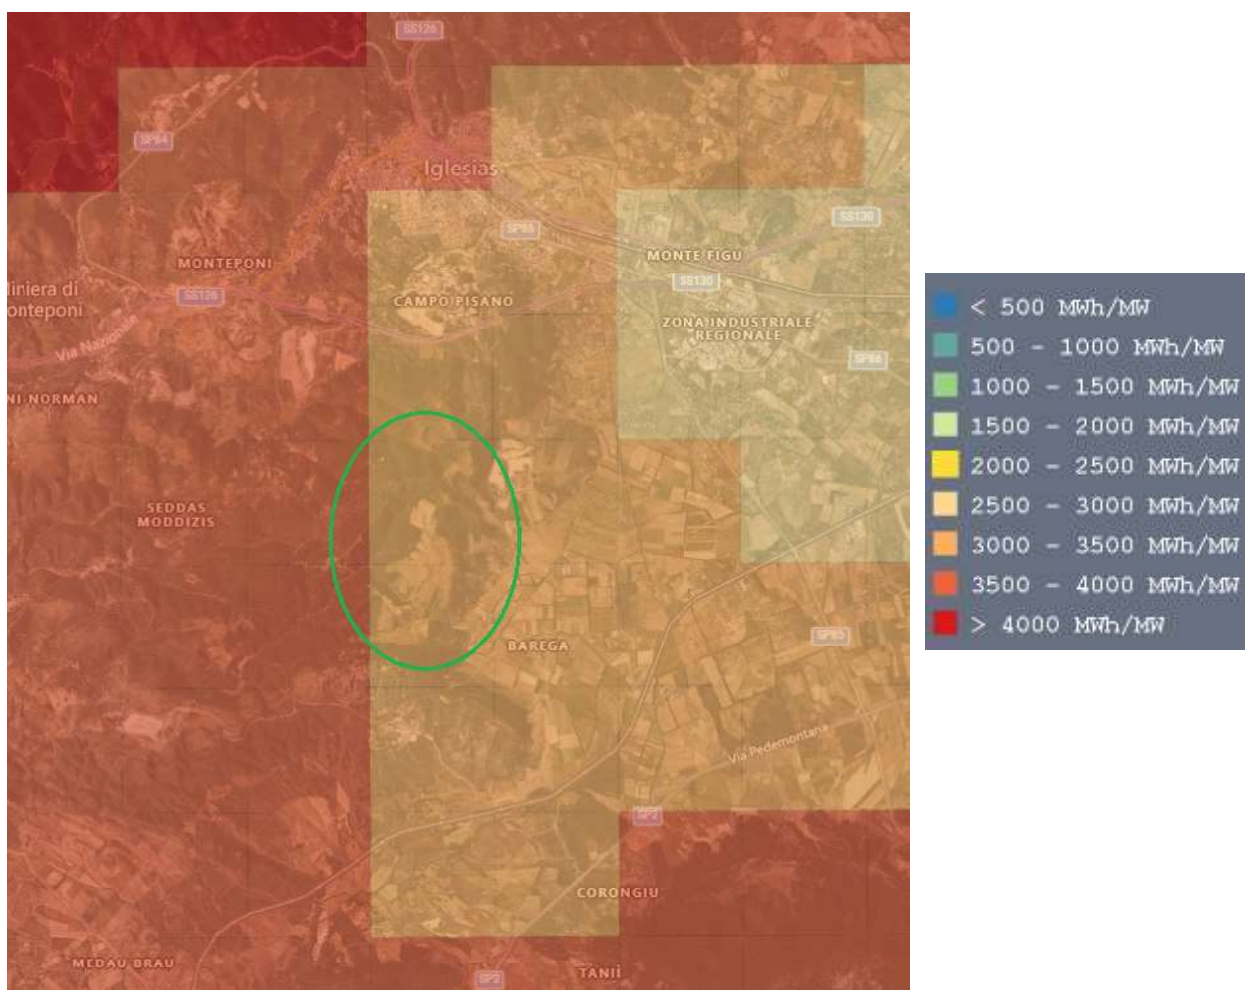 SS126
SP84
Iglesias
SP86
SS130
MONTE FIGU
MONTEPONI
SS130
liniera di
onteponi
SS126
CAMPO PISANO
ZONA INDUSTRIALE
REGIONALE
Via Nazionale
SP86
NI-NORMAN
SEDDAS
MODDIZIS
BAREGA
SP85
Via Pedemontana
SP2
CORONGIU
MEDAU BRAU
SP2
TANIÌ
< 500 MWh/MW
500 - 1000 MWh/MW
1000 - 1500 MWh/MW
1500 - 2000 MWh/MW
2000 - 2500 MWh/MW
2500 - 3000 MWh/MW
3000 - 3500 MWh/MW
3500 - 4000 MWh/MW
> 4000 MWh/MW